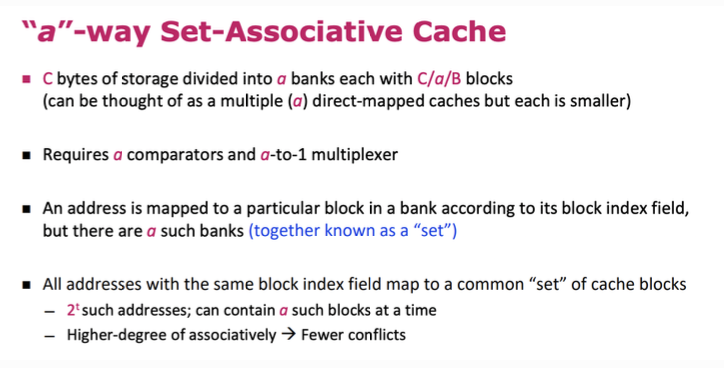 “a”-way Set-Associative Cache
▪ C bytes of storage divided into a banks each with C/a/B blocks
(can be thought of as a multiple (a) direct-mapped caches but each is smaller)
▪ Requires a comparators and a-to-1 multiplexer
▪ An address is mapped to a particular block in a bank according to its block index field,
but there are a such banks (together known as a “set”)
▪ All addresses with the same block index field map to a common “set” of cache blocks
– 2ᵗ such addresses; can contain a such blocks at a time
– Higher-degree of associatively → Fewer conflicts